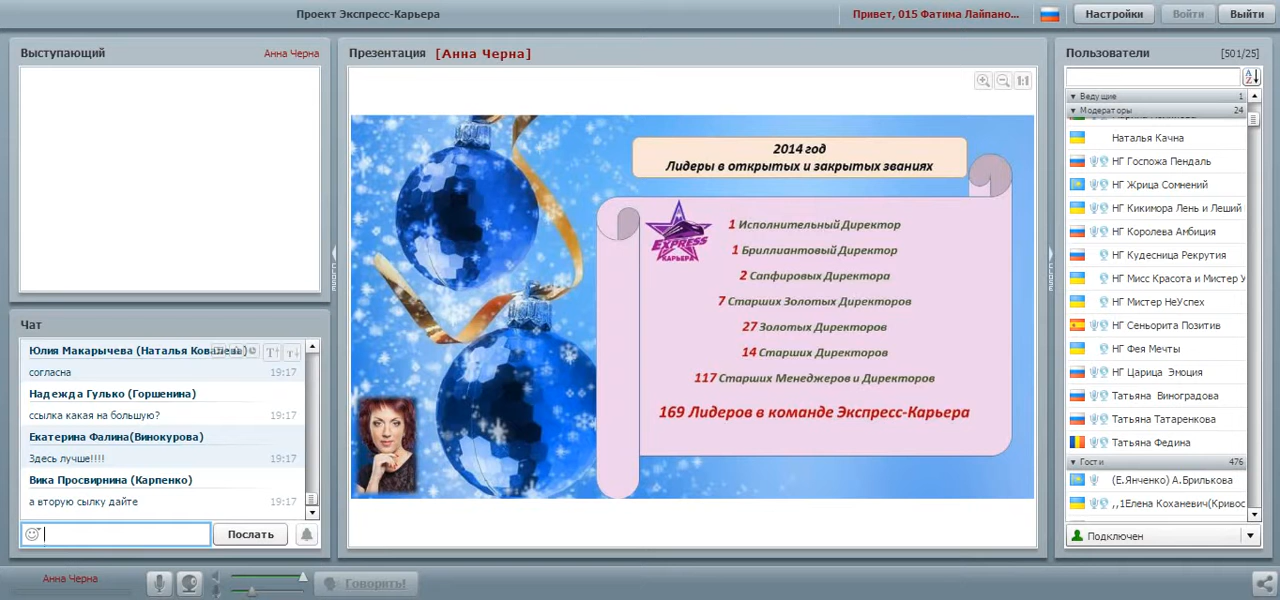 Проект Экспресс-Карьера
Привет, 015 Фатима Лайпано...
Настройки
Войти
Выйти
Выступающий
Анна Черна
Чат
Юлия Макарычева (Наталья Ковалева)
согласна 19:17
Надежда Гулько (Горшенина)
ссылка какая на большую? 19:17
Екатерина Фалина(Винокурова)
Здесь лучше!!!! 19:17
Вика Просвирнина (Карпенко)
а вторую сылку дайте 19:17
Послать
Презентация [Анна Черна]
1:1
2014 год
Лидеры в открытых и закрытых званиях
EXPRESS
КАРЬЕРА
1 Исполнительный Директор
1 Бриллиантовый Директор
2 Сапфировых Директора
7 Старших Золотых Директоров
27 Золотых Директоров
14 Старших Директоров
117 Старших Менеджеров и Директоров
169 Лидеров в команде Экспресс-Карьера
Пользователи [501/25]
Ведущие 1
Модераторы 24
Наталья Качна
НГ Госпожа Пендаль
НГ Жрица Сомнений
НГ Кикимора Лень и Леший
НГ Королева Амбиция
НГ Кудесница Рекрутия
НГ Мисс Красота и Мистер У
НГ Мистер НеУспех
НГ Сеньорита Позитив
НГ Фея Мечты
НГ Царица Эмоция
Татьяна Виноградова
Татьяна Татаренкова
Татьяна Федина
Гости 476
(Е.Янченко) А.Брилькова
,,1Елена Коханевич(Кривос
Подключен
Анна Черна
Говорить!